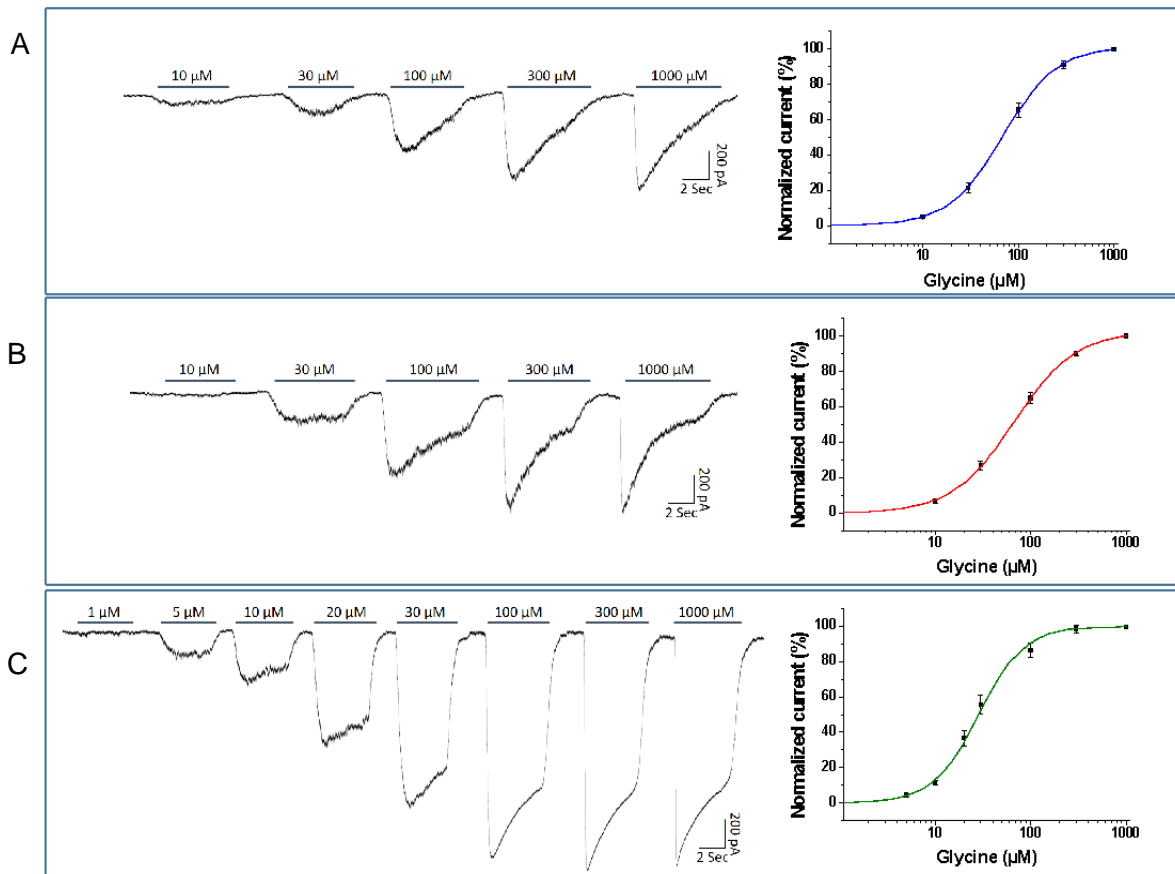 A
10 µM 30 µM 100 µM 300 µM 1000 µM
200 pA
2 Sec
Normalized current (%)
100
80
60
40
20
0
10 100 1000
Glycine (µM)
B
10 µM 30 µM 100 µM 300 µM 1000 µM
200 pA
2 Sec
Normalized current (%)
100
80
60
40
20
0
10 100 1000
Glycine (µM)
C
1 µM 5 µM 10 µM 20 µM 30 µM 100 µM 300 µM 1000 µM
200 pA
2 Sec
Normalized current (%)
100
80
60
40
20
0
10 100 1000
Glycine (µM)